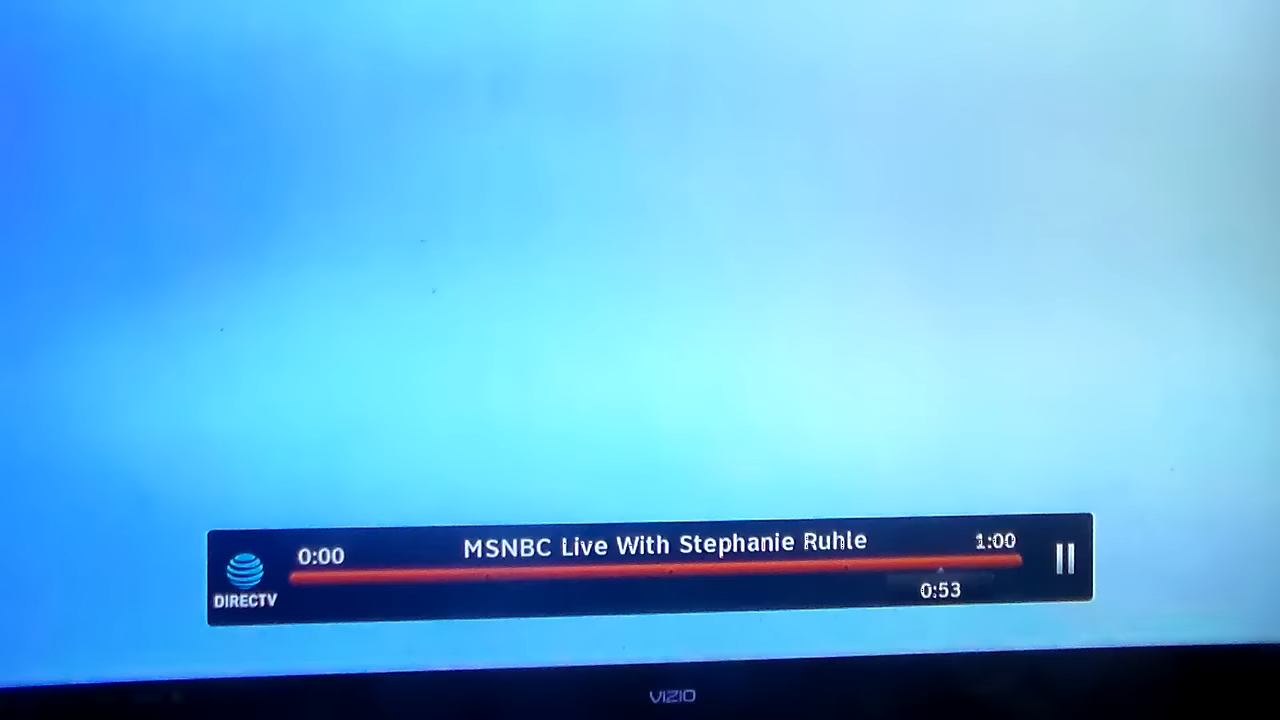 MSNBC Live With Stephanie Ruhle
0:00
1:00
0:53
DIRECTV
VIZIO